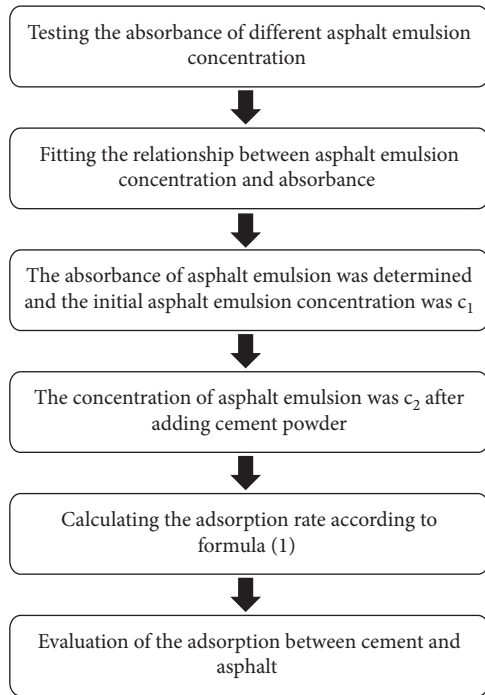 Testing the absorbance of different asphalt emulsion
concentration
Fitting the relationship between asphalt emulsion
concentration and absorbance
The absorbance of asphalt emulsion was determined
and the initial asphalt emulsion concentration was c₁
The concentration of asphalt emulsion was c₂ after
adding cement powder
Calculating the adsorption rate according to
formula (1)
Evaluation of the adsorption between cement and
asphalt